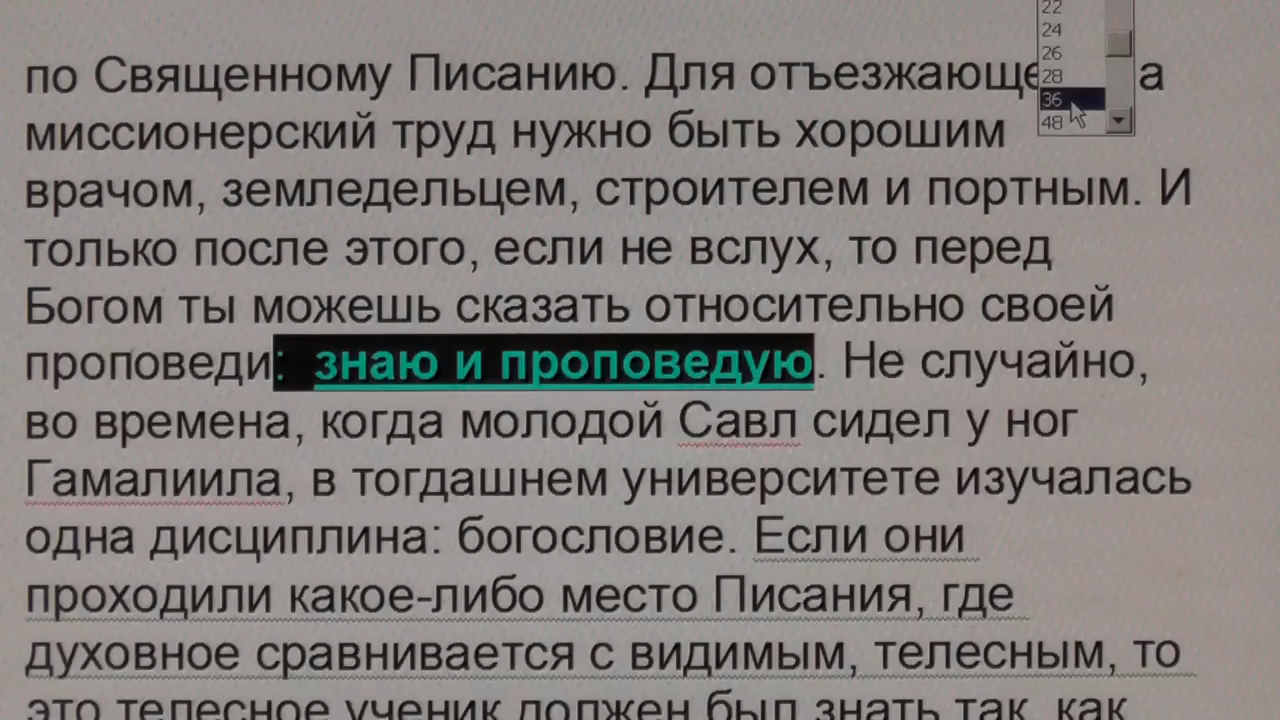 22
24
26
28
36
48
по Священному Писанию. Для отъезжающе а
миссионерский труд нужно быть хорошим
врачом, земледельцем, строителем и портным. И
только после этого, если не вслух, то перед
Богом ты можешь сказать относительно своей
проповеди: знаю и проповедую. Не случайно,
во времена, когда молодой Савл сидел у ног
Гамалиила, в тогдашнем университете изучалась
одна дисциплина: богословие. Если они
проходили какое-либо место Писания, где
духовное сравнивается с видимым, телесным, то
это телесное ученик должен был знать так, как